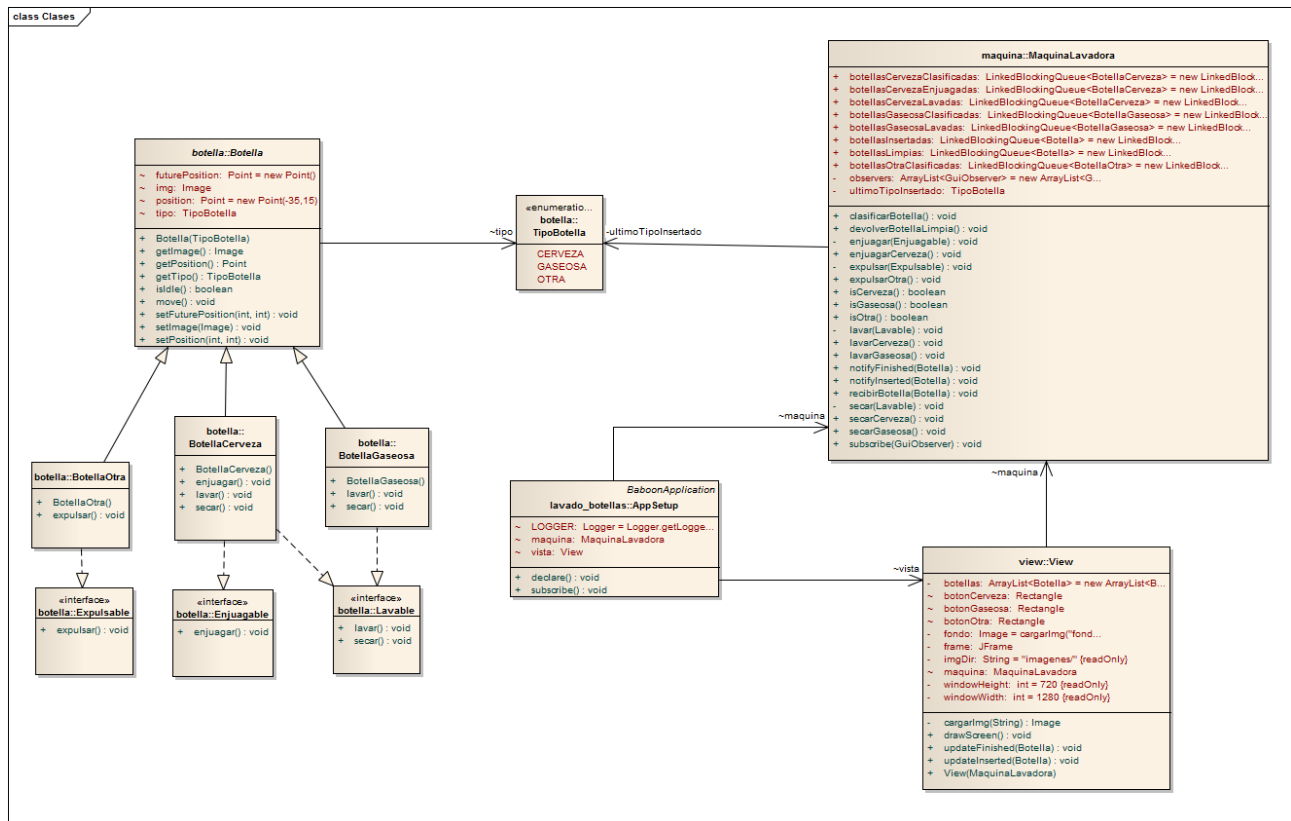 class Clases
botella::Botella
~ futurePosition: Point = new Point()
~ img: Image
~ position: Point = new Point(-35,15)
~ tipo: TipoBotella
+ Botella(TipoBotella)
+ getImage() : Image
+ getPosition() : Point
+ getTipo() : TipoBotella
+ isIdle() : boolean
+ move() : void
+ setFuturePosition(int, int) : void
+ setImage(Image) : void
+ setPosition(int, int) : void
«enumeratio...
botella::
TipoBotella
CERVEZA
GASEOSA
OTRA
~tipo
-ultimoTipoInsertado
maquina::MaquinaLavadora
+ botellasCervezaClasificadas: LinkedBlockingQueue<BotellaCerveza> = new LinkedBlock...
+ botellasCervezaEnjuagadas: LinkedBlockingQueue<BotellaCerveza> = new LinkedBlock...
+ botellasCervezaLavadas: LinkedBlockingQueue<BotellaCerveza> = new LinkedBlock...
+ botellasGaseosaClasificadas: LinkedBlockingQueue<BotellaGaseosa> = new LinkedBlock...
+ botellasGaseosaLavadas: LinkedBlockingQueue<BotellaGaseosa> = new LinkedBlock...
+ botellasInsertadas: LinkedBlockingQueue<Botella> = new LinkedBlock...
+ botellasLimpias: LinkedBlockingQueue<Botella> = new LinkedBlock...
+ botellasOtraClasificadas: LinkedBlockingQueue<BotellaOtra> = new LinkedBlock...
- observers: ArrayList<GuiObserver> = new ArrayList<G...
- ultimoTipoInsertado: TipoBotella
+ clasificarBotella() : void
+ devolverBotellaLimpia() : void
- enjuagar(Enjuagable) : void
+ enjuagarCerveza() : void
- expulsar(Expulsable) : void
+ expulsarOtra() : void
+ isCerveza() : boolean
+ isGaseosa() : boolean
+ isOtra() : boolean
- lavar(Lavable) : void
+ lavarCerveza() : void
+ lavarGaseosa() : void
+ notifyFinished(Botella) : void
+ notifyInserted(Botella) : void
+ recibirBotella(Botella) : void
- secar(Lavable) : void
+ secarCerveza() : void
+ secarGaseosa() : void
+ subscribe(GuiObserver) : void
botella::BotellaOtra
+ BotellaOtra()
+ expulsar() : void
botella::
BotellaCerveza
+ BotellaCerveza()
+ enjuagar() : void
+ lavar() : void
+ secar() : void
botella::
BotellaGaseosa
+ BotellaGaseosa()
+ lavar() : void
+ secar() : void
«interface»
botella::Expulsable
+ expulsar() : void
«interface»
botella::Enjuagable
+ enjuagar() : void
«interface»
botella::Lavable
+ lavar() : void
+ secar() : void
~maquina
BaboonApplication
lavado_botellas::AppSetup
~ LOGGER: Logger = Logger.getLogge...
~ maquina: MaquinaLavadora
~ vista: View
+ declare() : void
+ subscribe() : void
~vista
~maquina
view::View
- botellas: ArrayList<Botella> = new ArrayList<B...
~ botonCerveza: Rectangle
~ botonGaseosa: Rectangle
~ botonOtra: Rectangle
- fondo: Image = cargarImg("fond...
- frame: JFrame
- imgDir: String = "imagenes/" {readOnly}
~ maquina: MaquinaLavadora
- windowHeight: int = 720 {readOnly}
- windowWidth: int = 1280 {readOnly}
- cargarImg(String) : Image
+ drawScreen() : void
+ updateFinished(Botella) : void
+ updateInserted(Botella) : void
+ View(MaquinaLavadora)